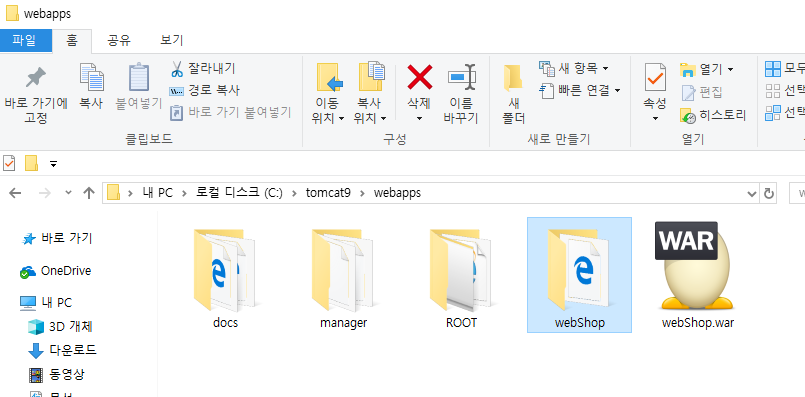 webapps
파일 홈 공유 보기
바로 가기에 고정
복사
붙여넣기
잘라내기
경로 복사
바로 가기 붙여넣기
클립보드
이동 위치
복사 위치
삭제
이름 바꾸기
구성
새 폴더
새 항목
빠른 연결
새로 만들기
속성
열기
편집
히스토리
열기
모두
선택
선택
내 PC > 로컬 디스크 (C:) > tomcat9 > webapps
바로 가기
OneDrive
내 PC
3D 개체
다운로드
동영상
docs
manager
ROOT
webShop
WAR
webShop.war